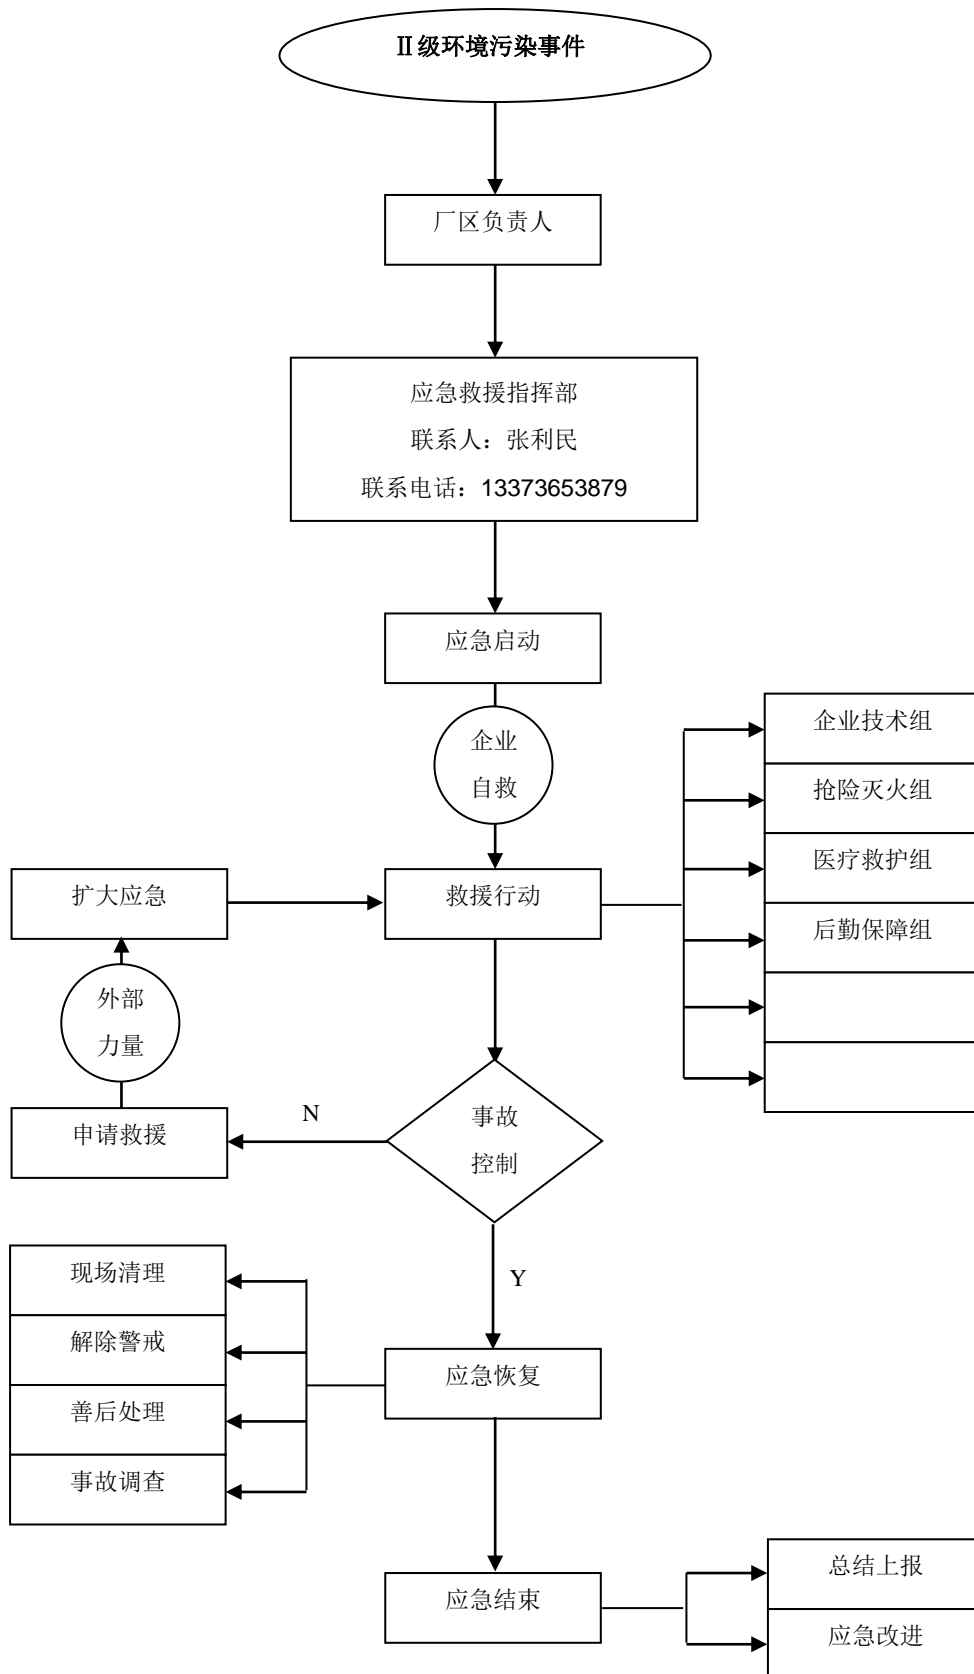 Ⅱ级环境污染事件
厂区负责人
应急救援指挥部
联系人：张利民
联系电话：13373653879
应急启动
企业
自救
企业技术组
抢险灭火组
医疗救护组
后勤保障组
扩大应急
救援行动
外部
力量
申请救援
N
事故
控制
Y
现场清理
解除警戒
善后处理
事故调查
应急恢复
应急结束
总结上报
应急改进